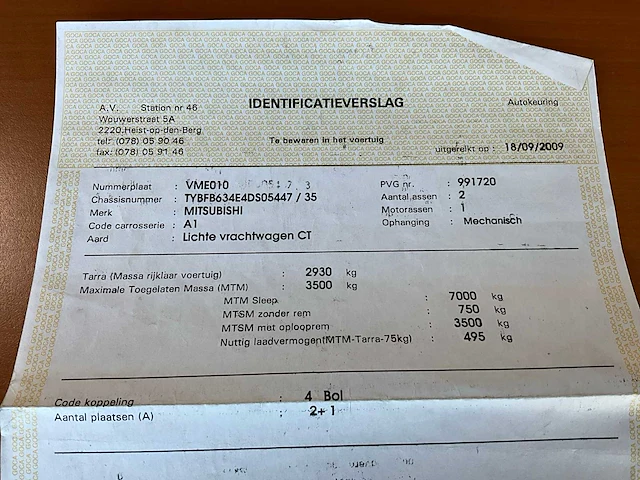 IDENTIFICATIEVERSLAG
Autokeuring
A.V. Station nr 46
Wouwerstraat 5A
2220.Heist-op-den-Berg
tel: (078) 05 90 46
fax: (078) 05 91 46
Te bewaren in het voertuig
uitgereikt op : 18/09/2009
Nummerplaat : VME010
Chassisnummer : TYBFB634E4DS05447 / 35
Merk : MITSUBISHI
Code carrosserie : A1
Aard : Lichte vrachtwagen CT
PVG nr. : 991720
Aantal assen : 2
Motorassen : 1
Ophanging : Mechanisch
Tarra (Massa rijklaar voertuig) : 2930 kg
Maximale Toegelaten Massa (MTM) : 3500 kg
MTM Sleep : 7000 kg
MTSM zonder rem : 750 kg
MTSM met oplooprem : 3500 kg
Nuttig laadvermogen(MTM-Tarra-75kg) : 495 kg
Code koppeling : 4 Bol
Aantal plaatsen (A) : 2+ 1